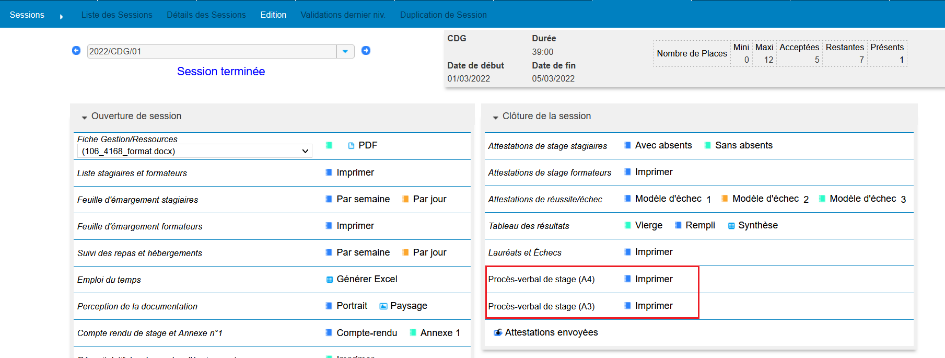 Sessions Liste des Sessions Détails des Sessions Edition Validations dernier niv. Duplication de Session
2022/CDG/01
Session terminée
CDG Durée
39:00
Date de début Date de fin
01/03/2022 05/03/2022
Nombre de Places Mini Maxi Acceptées Restantes Présents
0 12 5 7 1
Ouverture de session
Fiche Gestion/Ressources
(106_4168_format.docx) PDF
Liste stagiaires et formateurs Imprimer
Feuille d'émargement stagiaires Par semaine Par jour
Feuille d'émargement formateurs Imprimer
Suivi des repas et hébergements Par semaine Par jour
Emploi du temps Générer Excel
Perception de la documentation Portrait Paysage
Compte rendu de stage et Annexe n°1 Compte-rendu Annexe 1
Clôture de la session
Attestations de stage stagiaires Avec absents Sans absents
Attestations de stage formateurs Imprimer
Attestations de réussite/échec Modèle d'échec 1 Modèle d'échec 2 Modèle d'échec 3
Tableau des résultats Vierge Rempli Synthèse
Lauréats et Échecs Imprimer
Procès-verbal de stage (A4) Imprimer
Procès-verbal de stage (A3) Imprimer
Attestations envoyées